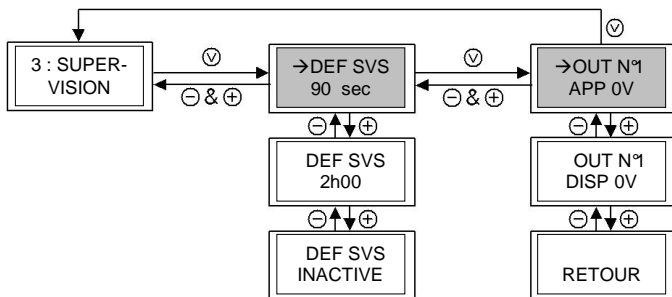 3 : SUPER-
VISION
→DEF SVS
90 sec
→OUT N°1
APP 0V
V
V
V
- & +
- & +
- +
- +
DEF SVS
2h00
OUT N°1
DISP 0V
- +
- +
DEF SVS
INACTIVE
RETOUR